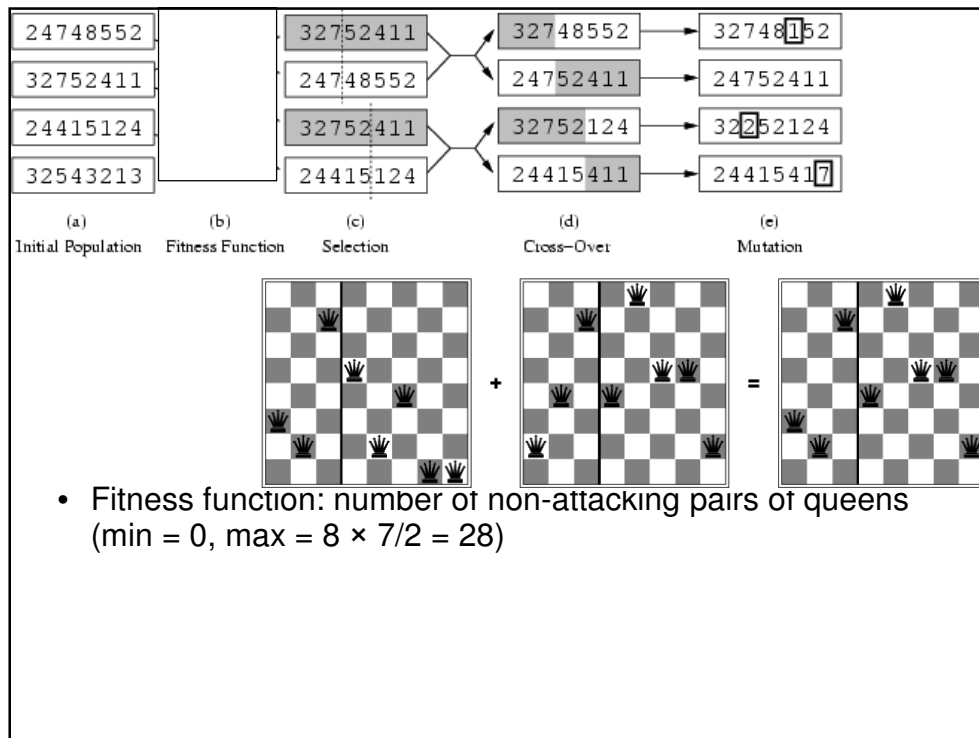 24748552 32752411 32748552 32748152
32752411 24748552 24752411 24752411
24415124 32752411 32752124 32252124
32543213 24415124 24415411 24415417
(a) (b) (c) (d) (e)
Initial Population Fitness Function Selection Cross−Over Mutation
+ =
• Fitness function: number of non-attacking pairs of queens
(min = 0, max = 8 × 7/2 = 28)